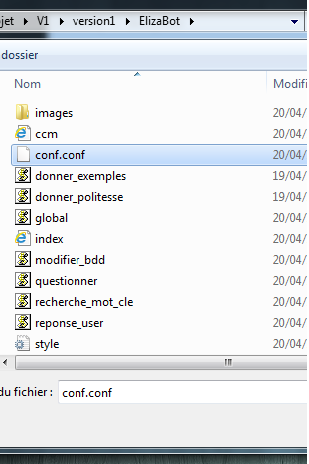 jet ▸ V1 ▸ version1 ▸ ElizaBot ▸
dossier
Nom Modifi
images 20/04/
ccm 20/04/
conf.conf 20/04/
donner_exemples 19/04/
donner_politesse 19/04/
global 20/04/
index 20/04/
modifier_bdd 20/04/
questionner 20/04/
recherche_mot_cle 20/04/
reponse_user 20/04/
style 20/04/
du fichier : conf.conf